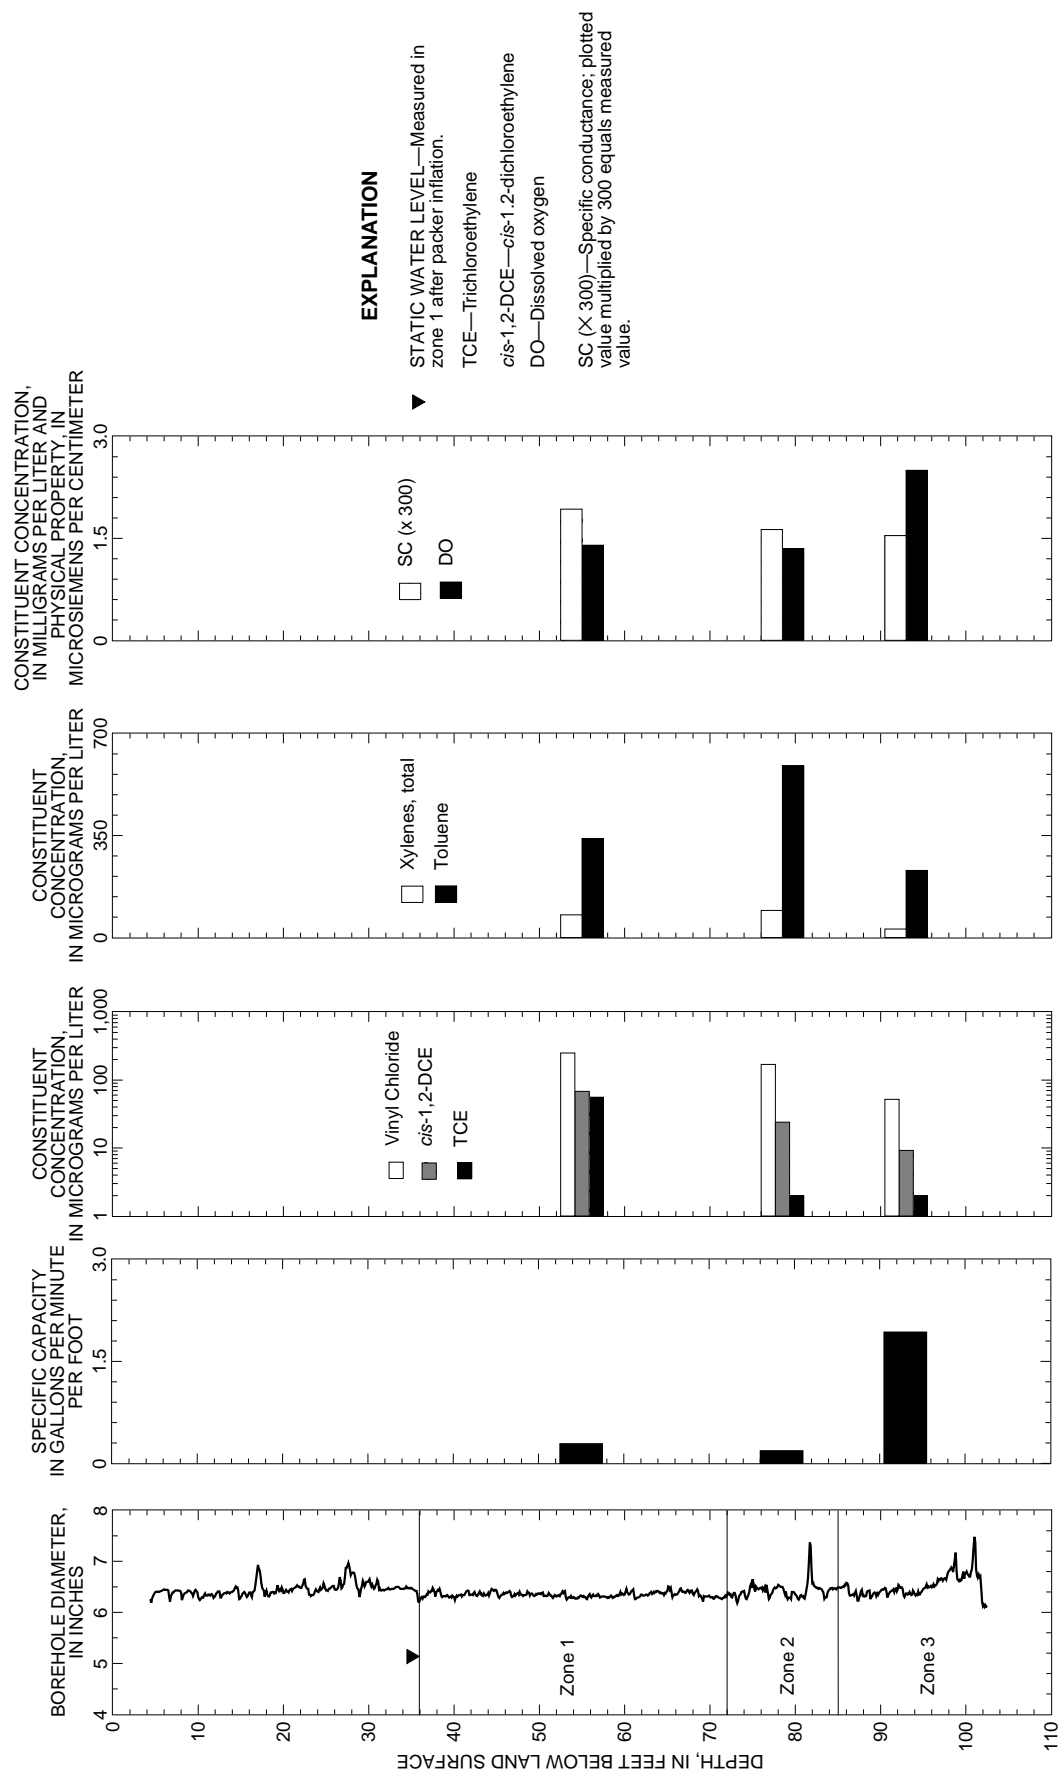 BOREHOLE DIAMETER,
IN INCHES
4
5
6
7
8
0
10
20
30
40
50
60
70
80
90
100
110
DEPTH, IN FEET BELOW LAND SURFACE
Zone 1
Zone 2
Zone 3
SPECIFIC CAPACITY
IN GALLONS PER MINUTE
PER FOOT
0
1.5
3.0
CONSTITUENT
CONCENTRATION,
IN MICROGRAMS PER LITER
1
10
100
1,000
Vinyl Chloride
cis-1,2-DCE
TCE
CONSTITUENT
CONCENTRATION,
IN MICROGRAMS PER LITER
0
350
700
Xylenes, total
Toluene
CONSTITUENT CONCENTRATION,
IN MILLIGRAMS PER LITER AND
PHYSICAL PROPERTY, IN
MICROSIEMENS PER CENTIMETER
0
1.5
3.0
SC (x 300)
DO
EXPLANATION
STATIC WATER LEVEL—Measured in
zone 1 after packer inflation.
TCE—Trichloroethylene
cis-1,2-DCE—cis-1.2-dichloroethylene
DO—Dissolved oxygen
SC (X 300)—Specific conductance; plotted
value multiplied by 300 equals measured
value.